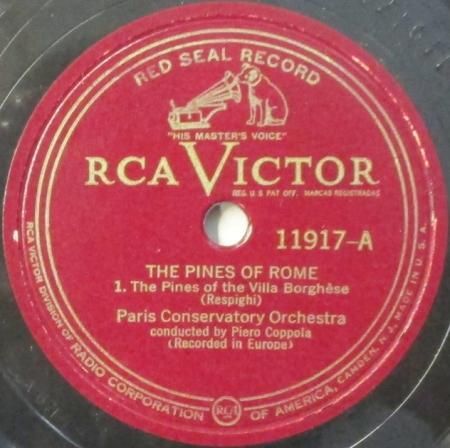 RED SEAL RECORD
"HIS MASTER'S VOICE"
RCA VICTOR
REG. U S PAT OFF. MARCAS REGISTRADAS
11917-A
THE PINES OF ROME
1. The Pines of the Villa Borghèse
(Respighi)
Paris Conservatory Orchestra
conducted by Piero Coppola
(Recorded in Europe)
RCA VICTOR DIVISION OF RADIO CORPORATION OF AMERICA, CAMDEN, N. J. MADE IN U. S. A.
RCA